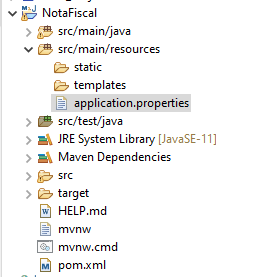 NotaFiscal
src/main/java
src/main/resources
static
templates
application.properties
src/test/java
JRE System Library [JavaSE-11]
Maven Dependencies
src
target
HELP.md
mvnw
mvnw.cmd
pom.xml